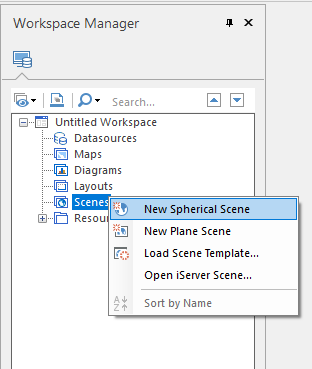 Workspace Manager
Search...
Untitled Workspace
Datasources
Maps
Diagrams
Layouts
Scenes
New Spherical Scene
Resou
New Plane Scene
Load Scene Template...
Open iServer Scene...
Sort by Name